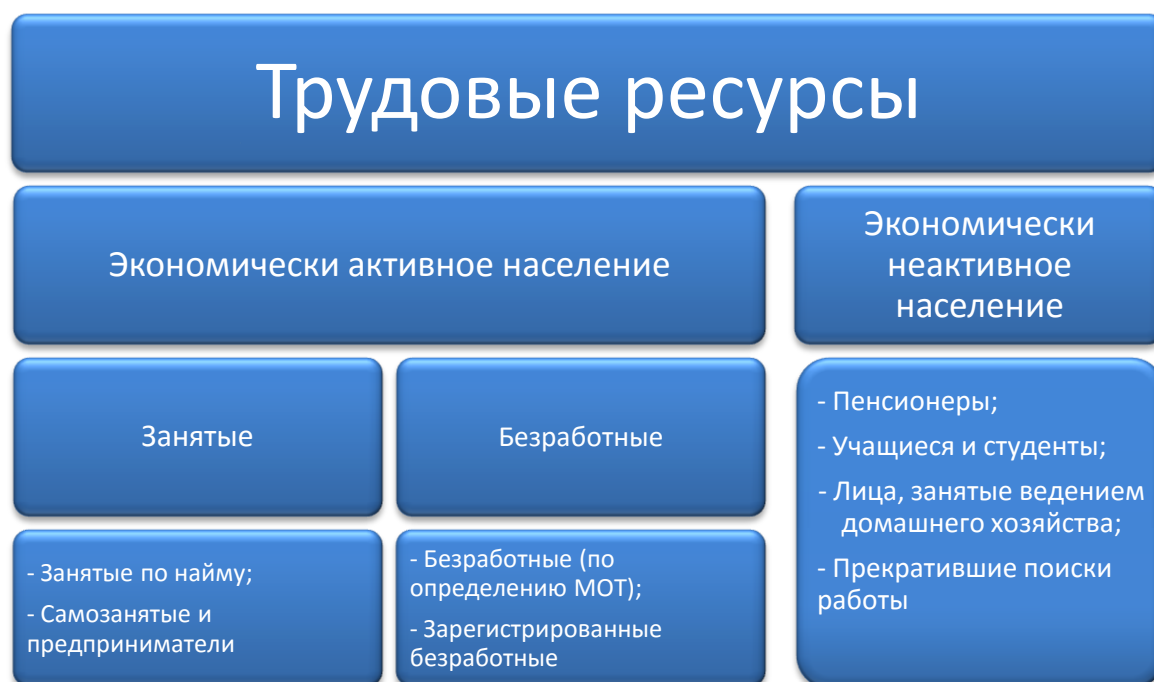 Трудовые ресурсы
Экономически активное население
Экономически
неактивное
население
Занятые
Безработные
- Занятые по найму;
- Самозанятые и
предприниматели
- Безработные (по
определению МОТ);
- Зарегистрированные
безработные
- Пенсионеры;
- Учащиеся и студенты;
- Лица, занятые ведением
домашнего хозяйства;
- Прекратившие поиски
работы